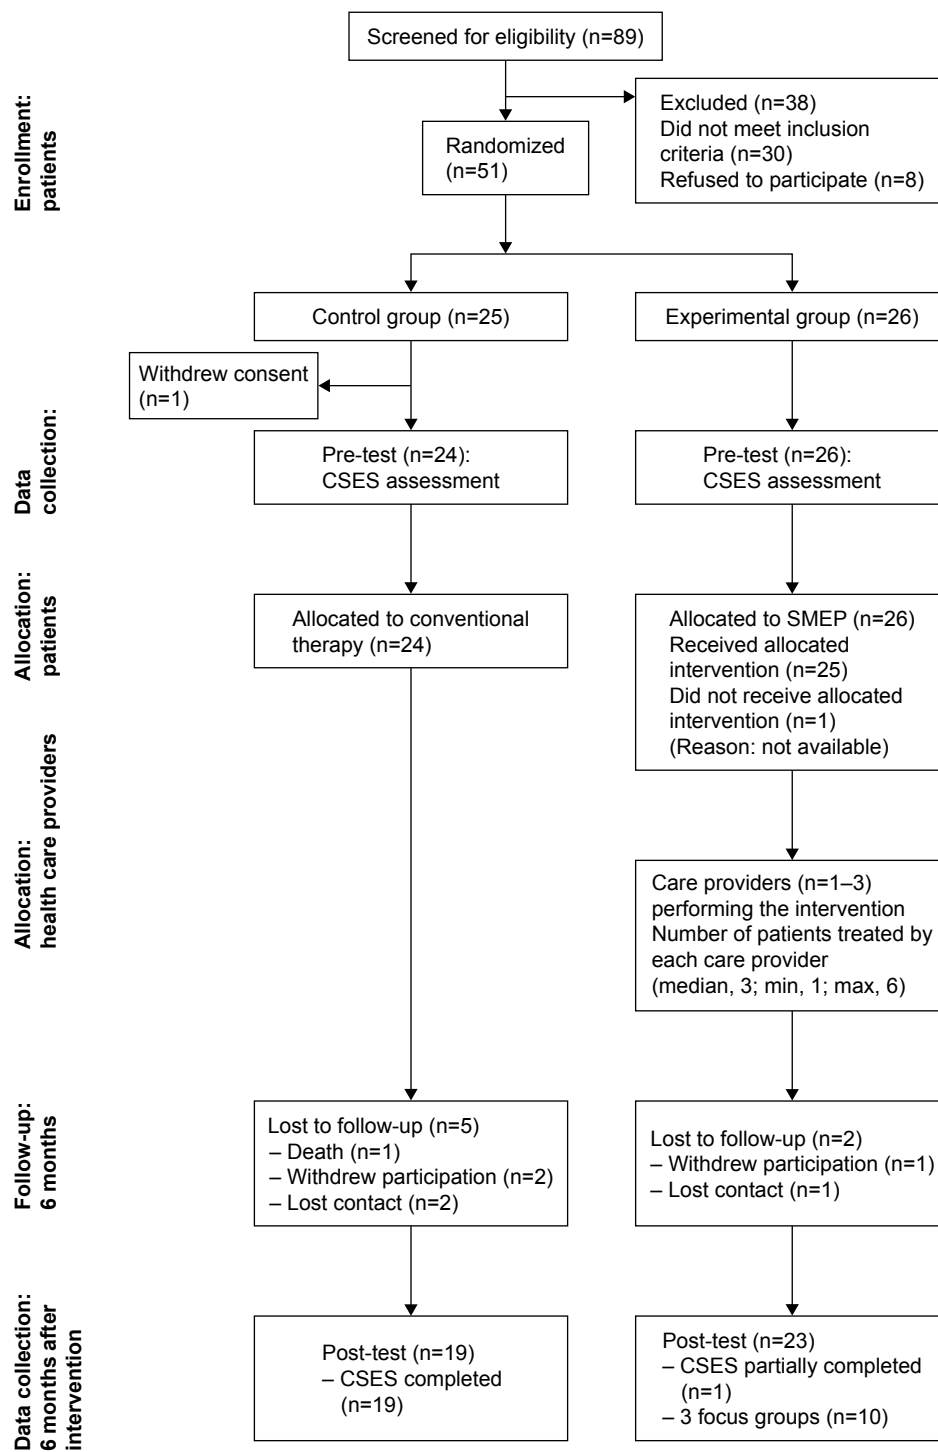 Screened for eligibility (n=89)
Enrollment:
patients
Excluded (n=38)
Did not meet inclusion
criteria (n=30)
Refused to participate (n=8)
Randomized
(n=51)
Control group (n=25)
Experimental group (n=26)
Withdrew consent
(n=1)
Data
collection:
Pre-test (n=24):
CSES assessment
Pre-test (n=26):
CSES assessment
Allocation:
patients
Allocated to conventional
therapy (n=24)
Allocated to SMEP (n=26)
Received allocated
intervention (n=25)
Did not receive allocated
intervention (n=1)
(Reason: not available)
Allocation:
health care providers
Care providers (n=1–3)
performing the intervention
Number of patients treated by
each care provider
(median, 3; min, 1; max, 6)
Follow-up:
6 months
Lost to follow-up (n=5)
– Death (n=1)
– Withdrew participation (n=2)
– Lost contact (n=2)
Lost to follow-up (n=2)
– Withdrew participation (n=1)
– Lost contact (n=1)
Data collection:
6 months after
intervention
Post-test (n=19)
– CSES completed
(n=19)
Post-test (n=23)
– CSES partially completed
(n=1)
– 3 focus groups (n=10)